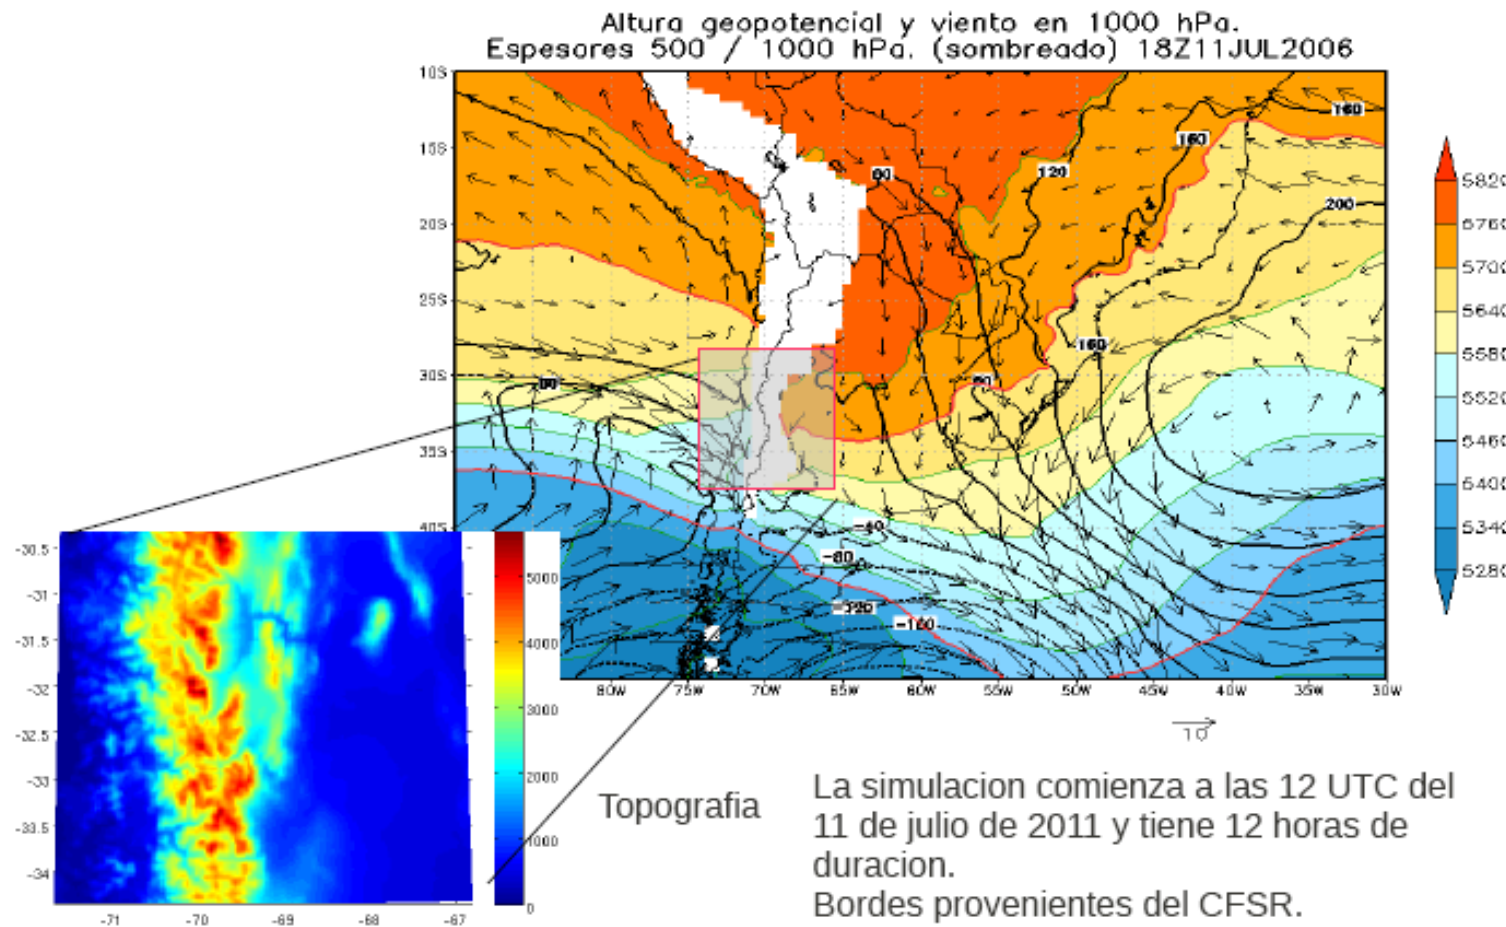 Altura geopotencial y viento en 1000 hPa.
Espesores 500 / 1000 hPa. (sombreado) 18Z11JUL2006
10S
15S
20S
25S
30S
35S
40S
80W
75W
70W
65W
60W
55W
50W
45W
40W
35W
30W
160
160
120
80
200
160
80
80
-40
-80
-120
-160
10
5820
5760
5700
5640
5580
5520
5460
5400
5340
5280
-30.5
-31
-31.5
-32
-32.5
-33
-33.5
-34
-71
-70
-69
-68
-67
5000
4000
3000
2000
1000
0
Topografia
La simulacion comienza a las 12 UTC del
11 de julio de 2011 y tiene 12 horas de
duracion.
Bordes provenientes del CFSR.